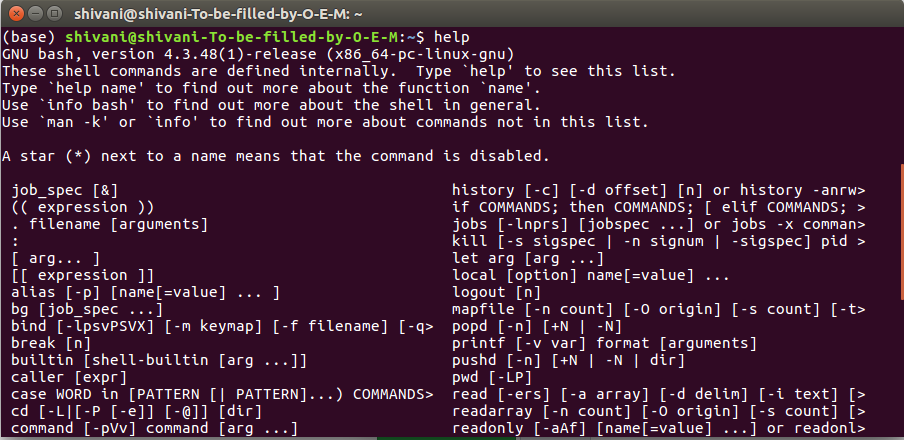 shivani@shivani-To-be-filled-by-O-E-M: ~
(base) shivani@shivani-To-be-filled-by-O-E-M:~$ help
GNU bash, version 4.3.48(1)-release (x86_64-pc-linux-gnu)
These shell commands are defined internally.  Type `help' to see this list.
Type `help name' to find out more about the function `name'.
Use `info bash' to find out more about the shell in general.
Use `man -k' or `info' to find out more about commands not in this list.
A star (*) next to a name means that the command is disabled.
job_spec [&]                                       history [-c] [-d offset] [n] or history -anrw>
(( expression ))                                   if COMMANDS; then COMMANDS; [ elif COMMANDS; >
. filename [arguments]                             jobs [-lnprs] [jobspec ...] or jobs -x comman>
:                                                  kill [-s sigspec | -n signum | -sigspec] pid >
[ arg... ]                                         let arg [arg ...]
[[ expression ]]                                   local [option] name[=value] ...
alias [-p] [name[=value] ... ]                     logout [n]
bg [job_spec ...]                                  mapfile [-n count] [-O origin] [-s count] [-t>
bind [-lpsvPSVX] [-m keymap] [-f filename] [-q>    popd [-n] [+N | -N]
break [n]                                          printf [-v var] format [arguments]
builtin [shell-builtin [arg ...]]                  pushd [-n] [+N | -N | dir]
caller [expr]                                      pwd [-LP]
case WORD in [PATTERN [| PATTERN]...) COMMANDS>    read [-ers] [-a array] [-d delim] [-i text] [>
cd [-L|[-P [-e]] [-@]] [dir]                       readarray [-n count] [-O origin] [-s count] [>
command [-pVv] command [arg ...]                   readonly [-aAf] [name[=value] ...] or readonl>